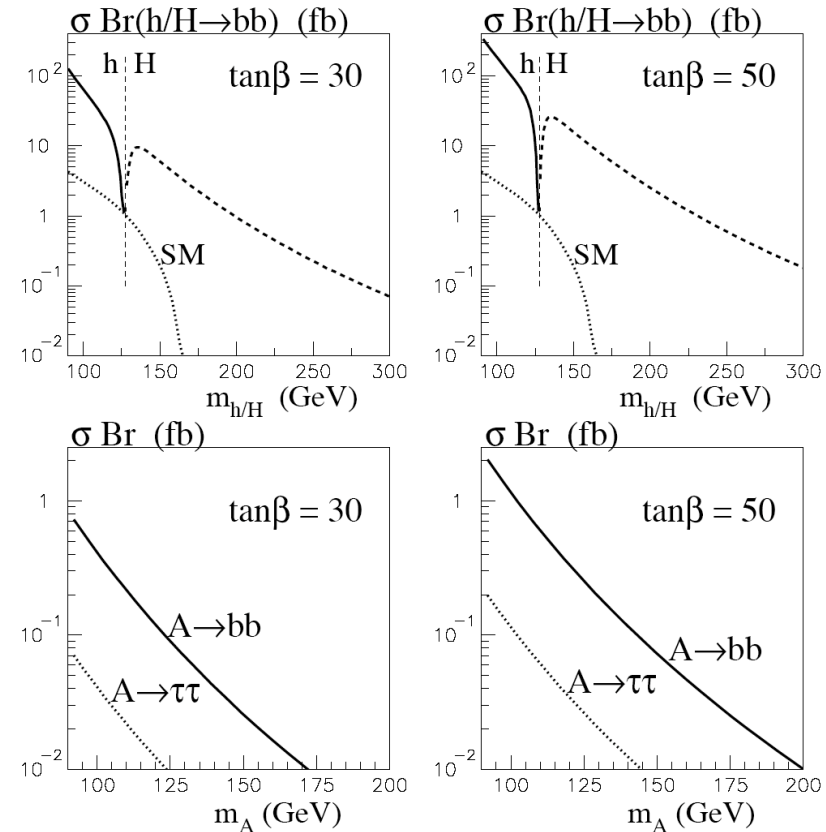 σ Br(h/H→bb) (fb)
h H
tanβ = 30
10²
10
1
10⁻¹
10⁻²
SM
100 150 200 250 300
m_{h/H} (GeV)
σ Br(h/H→bb) (fb)
h H
tanβ = 50
10²
10
1
10⁻¹
10⁻²
SM
100 150 200 250 300
m_{h/H} (GeV)
σ Br (fb)
tanβ = 30
1
10⁻¹
10⁻²
A→bb
A→ττ
100 125 150 175 200
m_A (GeV)
σ Br (fb)
tanβ = 50
1
10⁻¹
10⁻²
A→bb
A→ττ
100 125 150 175 200
m_A (GeV)